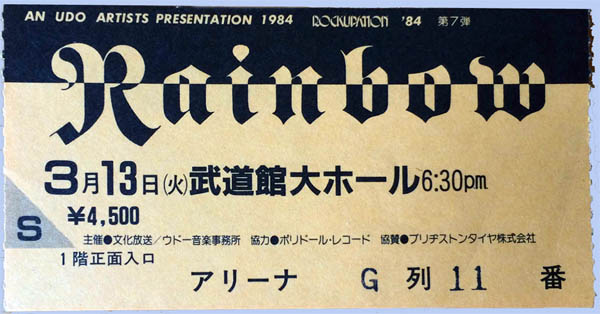 AN UDO ARTISTS PRESENTATION 1984 ROCKUPATION '84 第7弾
Rainbow
3月13日(火)武道館大ホール6:30pm
¥4,500
S
主催●文化放送/ウドー音楽事務所 協力●ポリドール・レコード 協賛●ブリヂストンタイヤ株式会社
1階正面入口
アリーナ G 列 11 番